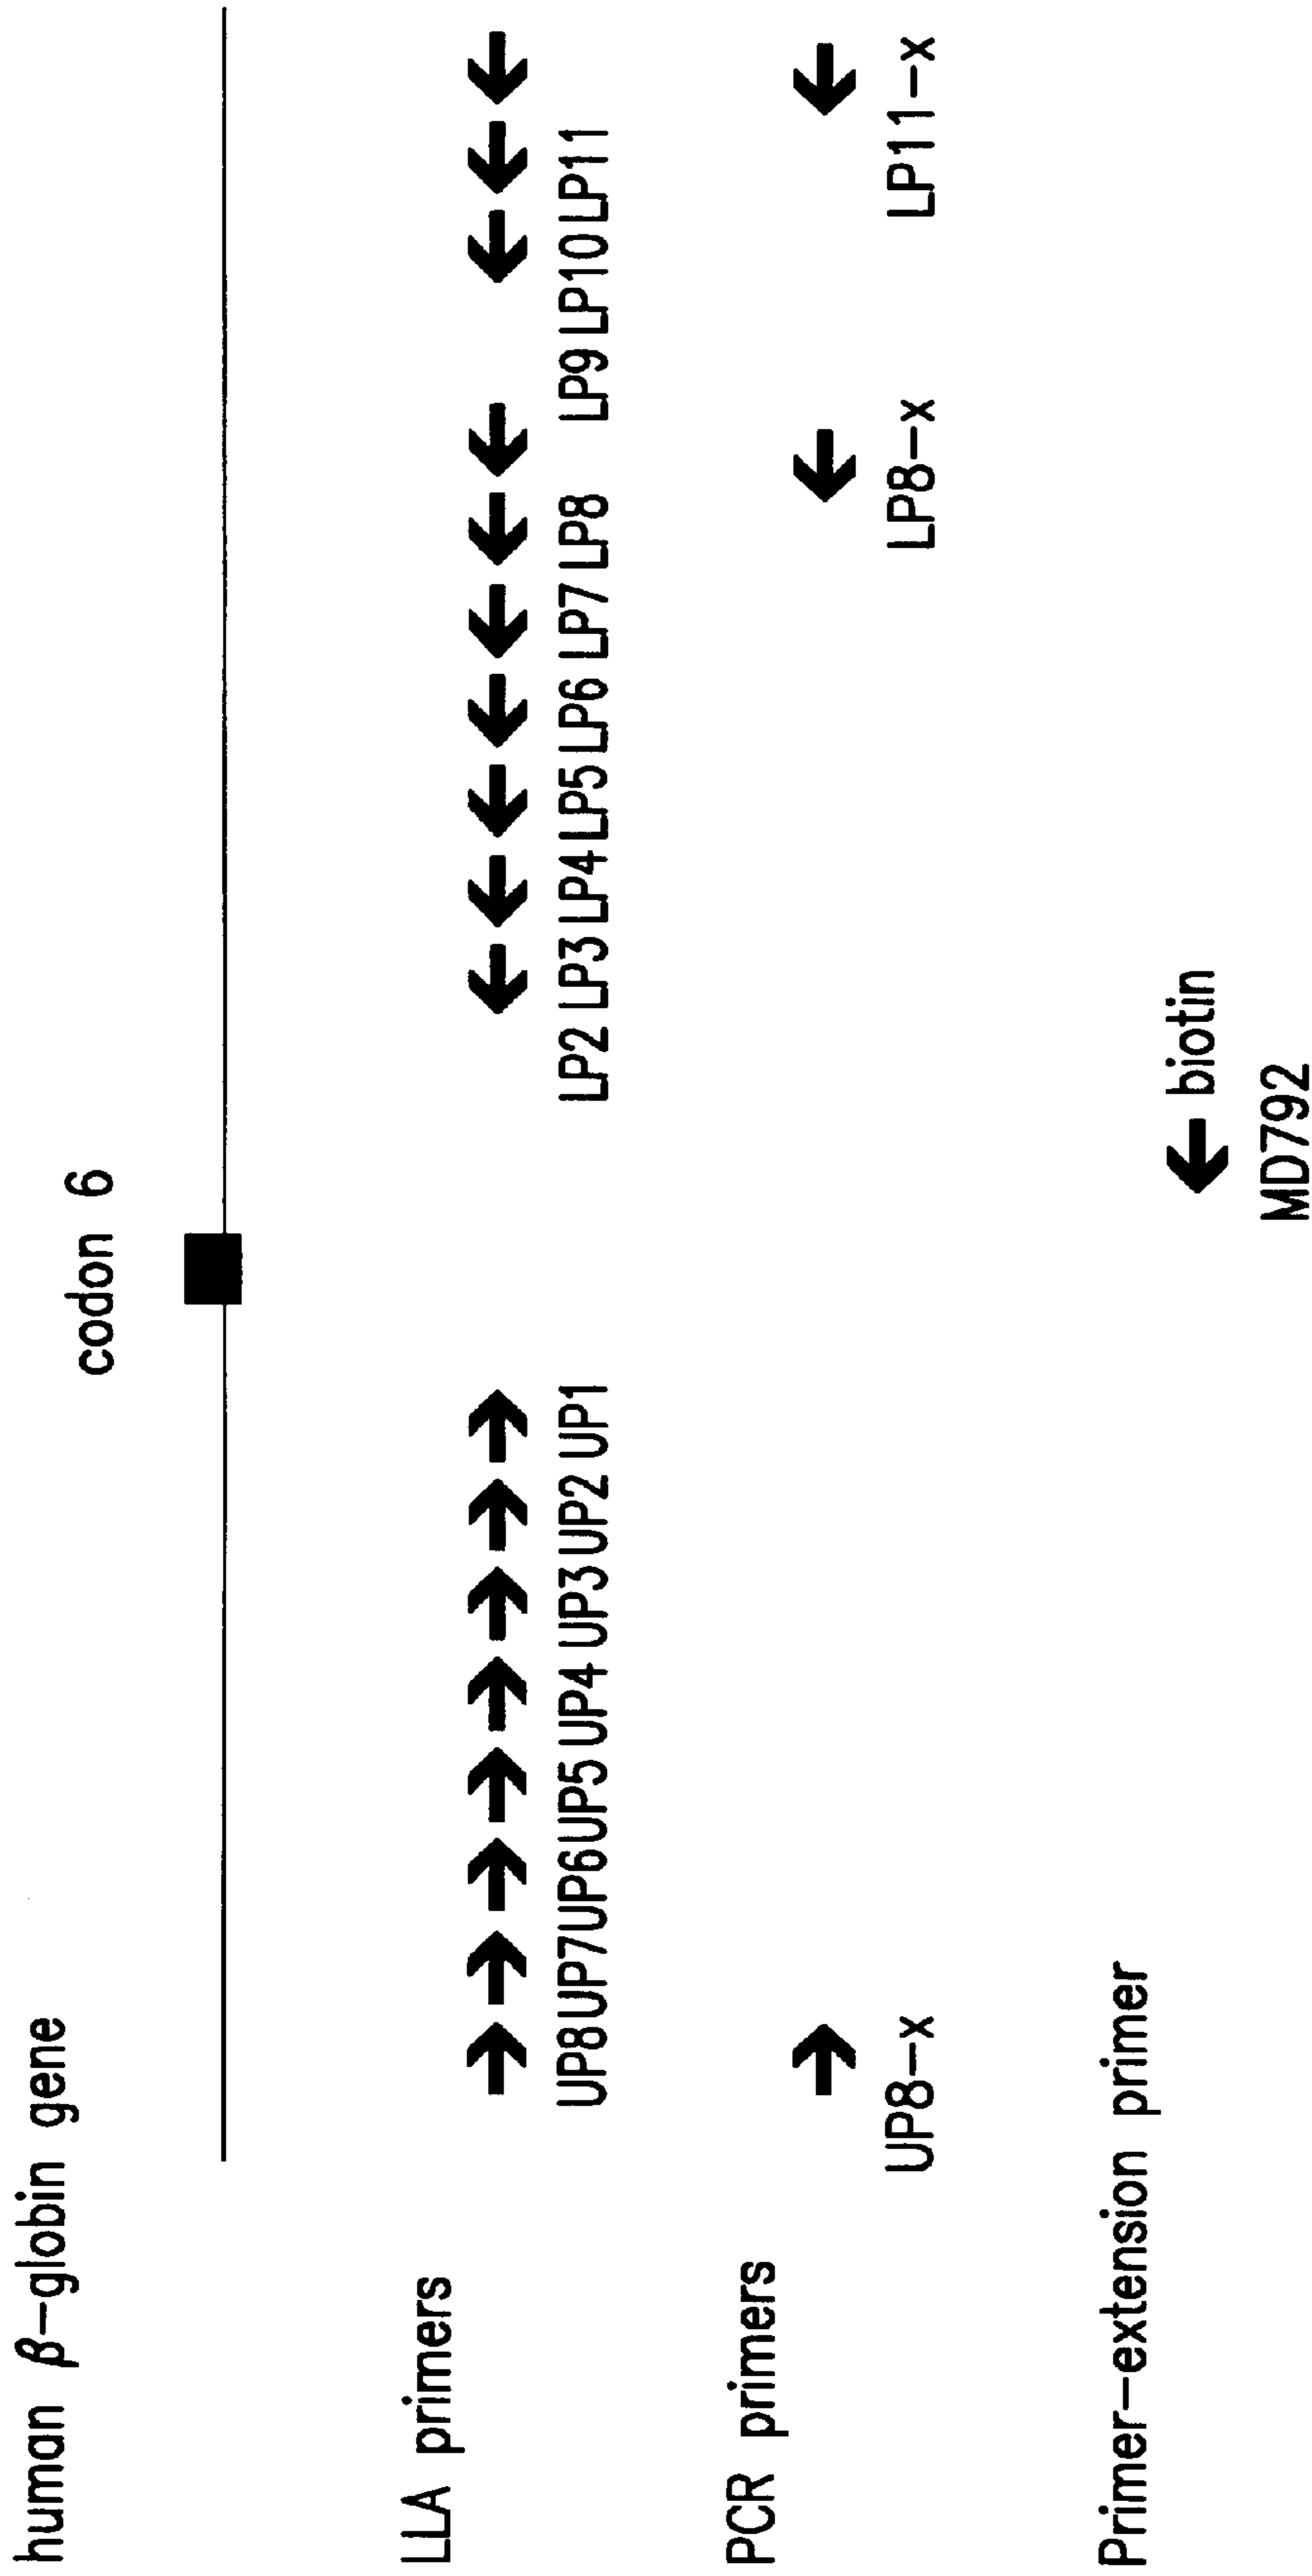 human β-globin gene
codon 6
LLA primers
UP8 UP7 UP6 UP5 UP4 UP3 UP2 UP1 LP2 LP3 LP4 LP5 LP6 LP7 LP8 LP9 LP10 LP11
PCR primers
UP8-x LP8-x LP11-x
Primer-extension primer
biotin
MD792